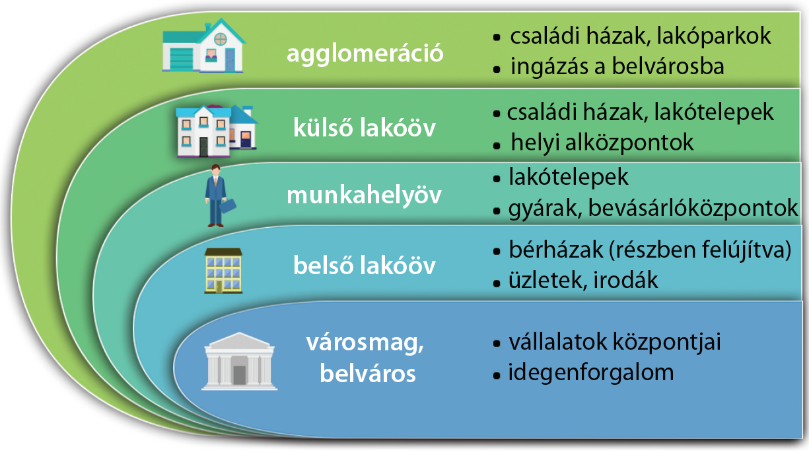 agglomeráció
• családi házak, lakóparkok
• ingázás a belvárosba
külső lakóöv
• családi házak, lakótelepek
• helyi alközpontok
munkahelyöv
• lakótelepek
• gyárak, bevásárlóközpontok
belső lakóöv
• bérházak (részben felújítva)
• üzletek, irodák
városmag,
belváros
• vállalatok központjai
• idegenforgalom